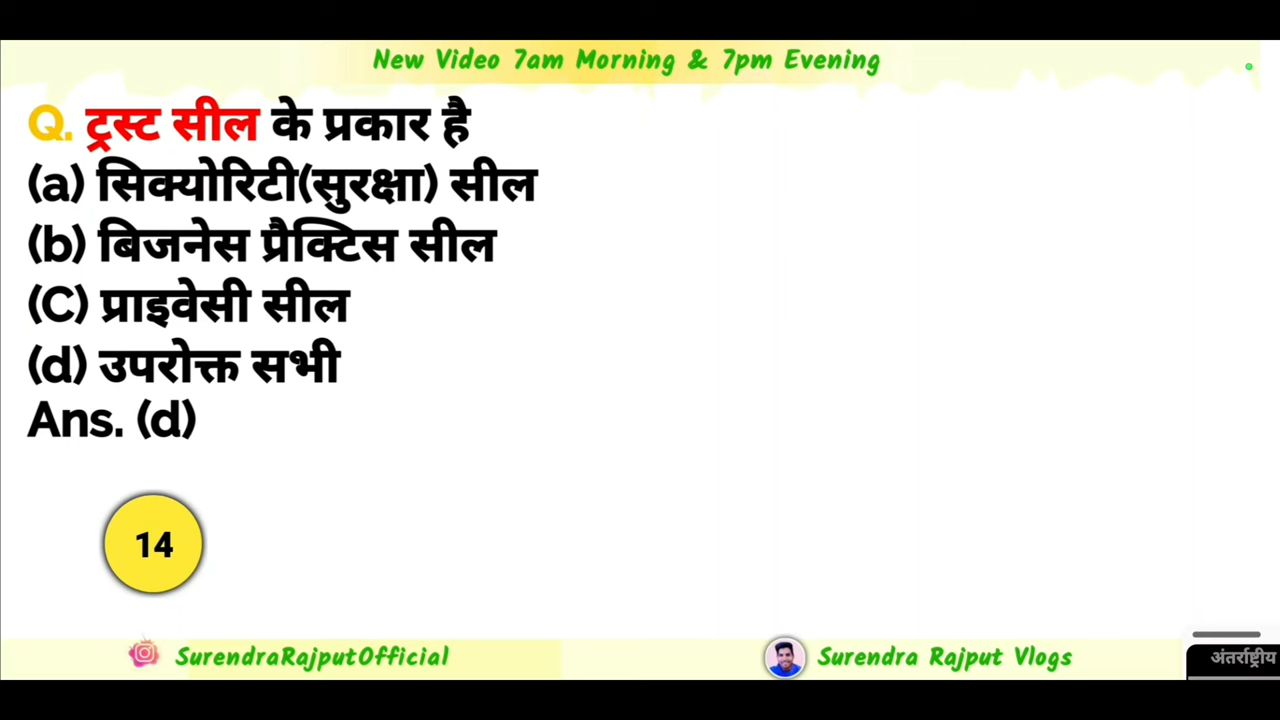 New Video 7am Morning & 7pm Evening
Q. ट्रस्ट सील के प्रकार है
(a) सिक्योरिटी(सुरक्षा) सील
(b) बिजनेस प्रैक्टिस सील
(C) प्राइवेसी सील
(d) उपरोक्त सभी
Ans. (d)
14
SurendraRajputOfficial
Surendra Rajput Vlogs
अंतर्राष्ट्रीय